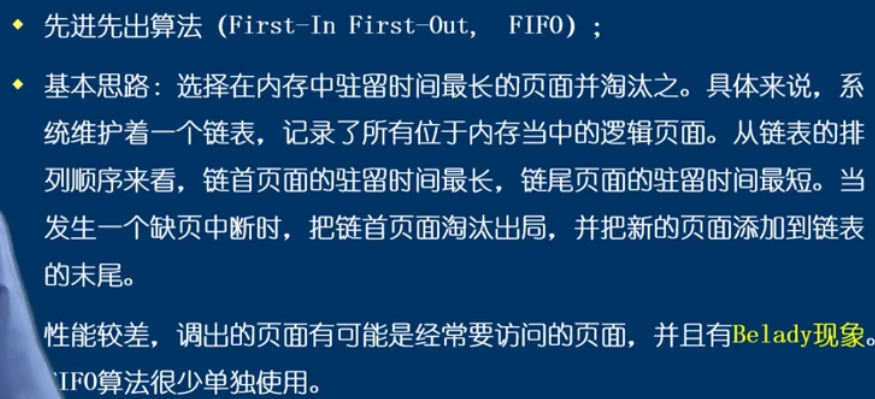 先进先出算法（First-In First-Out, FIFO）；
基本思路：选择在内存中驻留时间最长的页面并淘汰之。具体来说，系
统维护着一个链表，记录了所有位于内存当中的逻辑页面。从链表的排
列顺序来看，链首页面的驻留时间最长，链尾页面的驻留时间最短。当
发生一个缺页中断时，把链首页面淘汰出局，并把新的页面添加到链表
的末尾。
性能较差，调出的页面有可能是经常要访问的页面，并且有Belady现象。
FIFO算法很少单独使用。